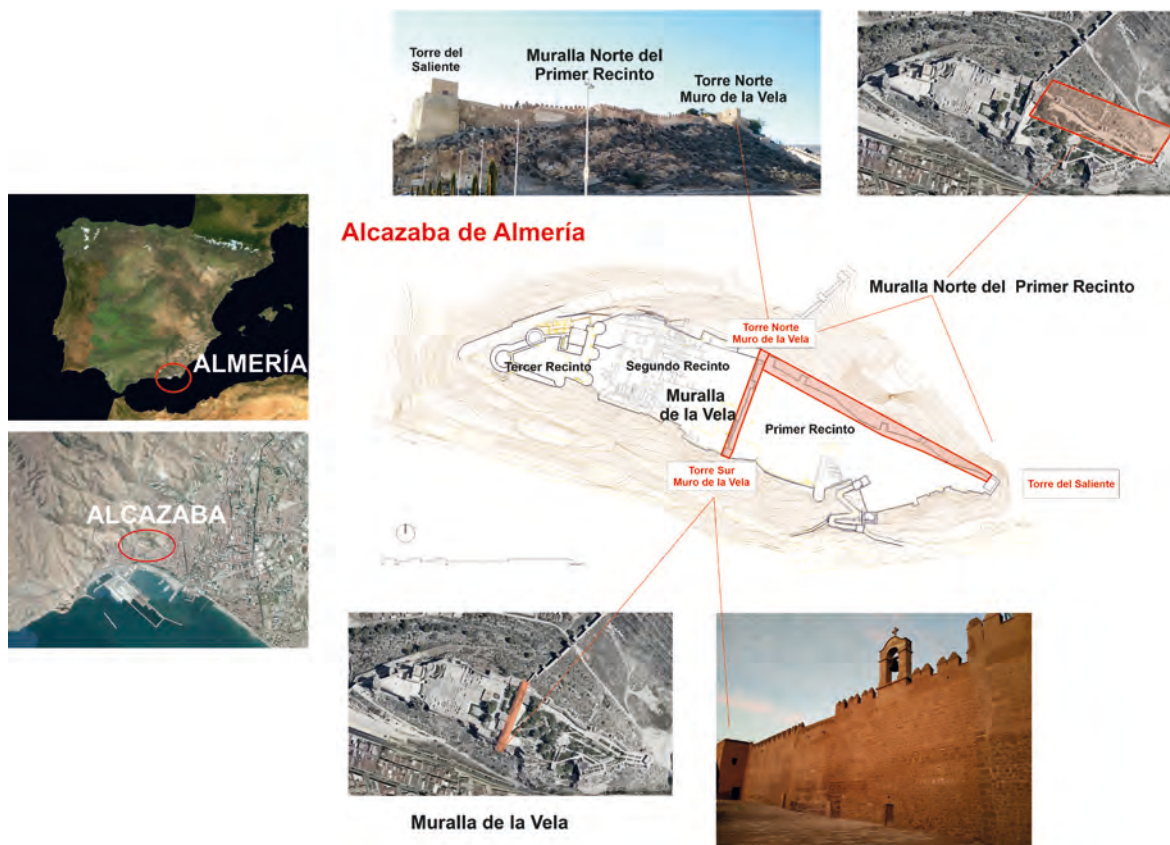 Torre del
Saliente
Muralla Norte del
Primer Recinto
Torre Norte
Muro de la Vela
Alcazaba de Almería
ALMERÍA
Muralla Norte del Primer Recinto
Torre Norte
Muro de la Vela
Tercer Recinto
Segundo Recinto
Muralla
de la Vela
Primer Recinto
Torre Sur
Muro de la Vela
Torre del Saliente
ALCAZABA
Muralla de la Vela